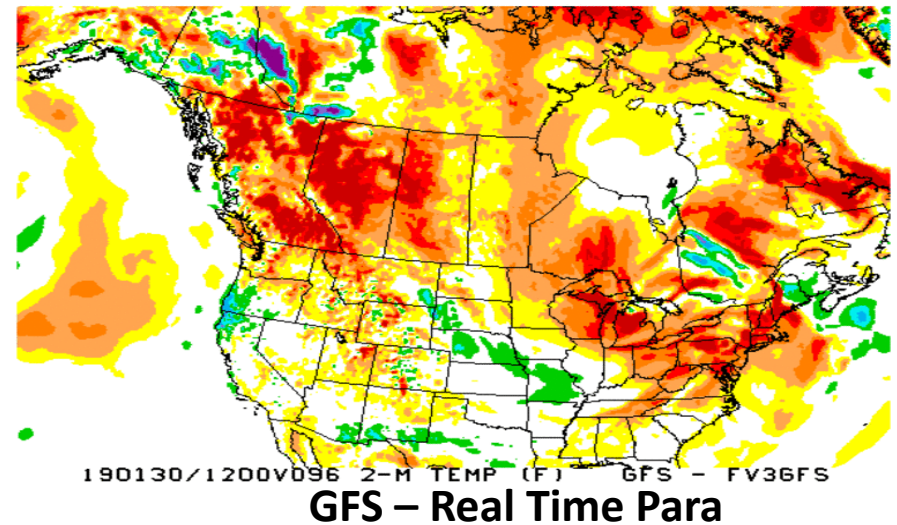 190130/1200V096 2-M TEMP (F) GFS - FV3GFS
GFS – Real Time Para